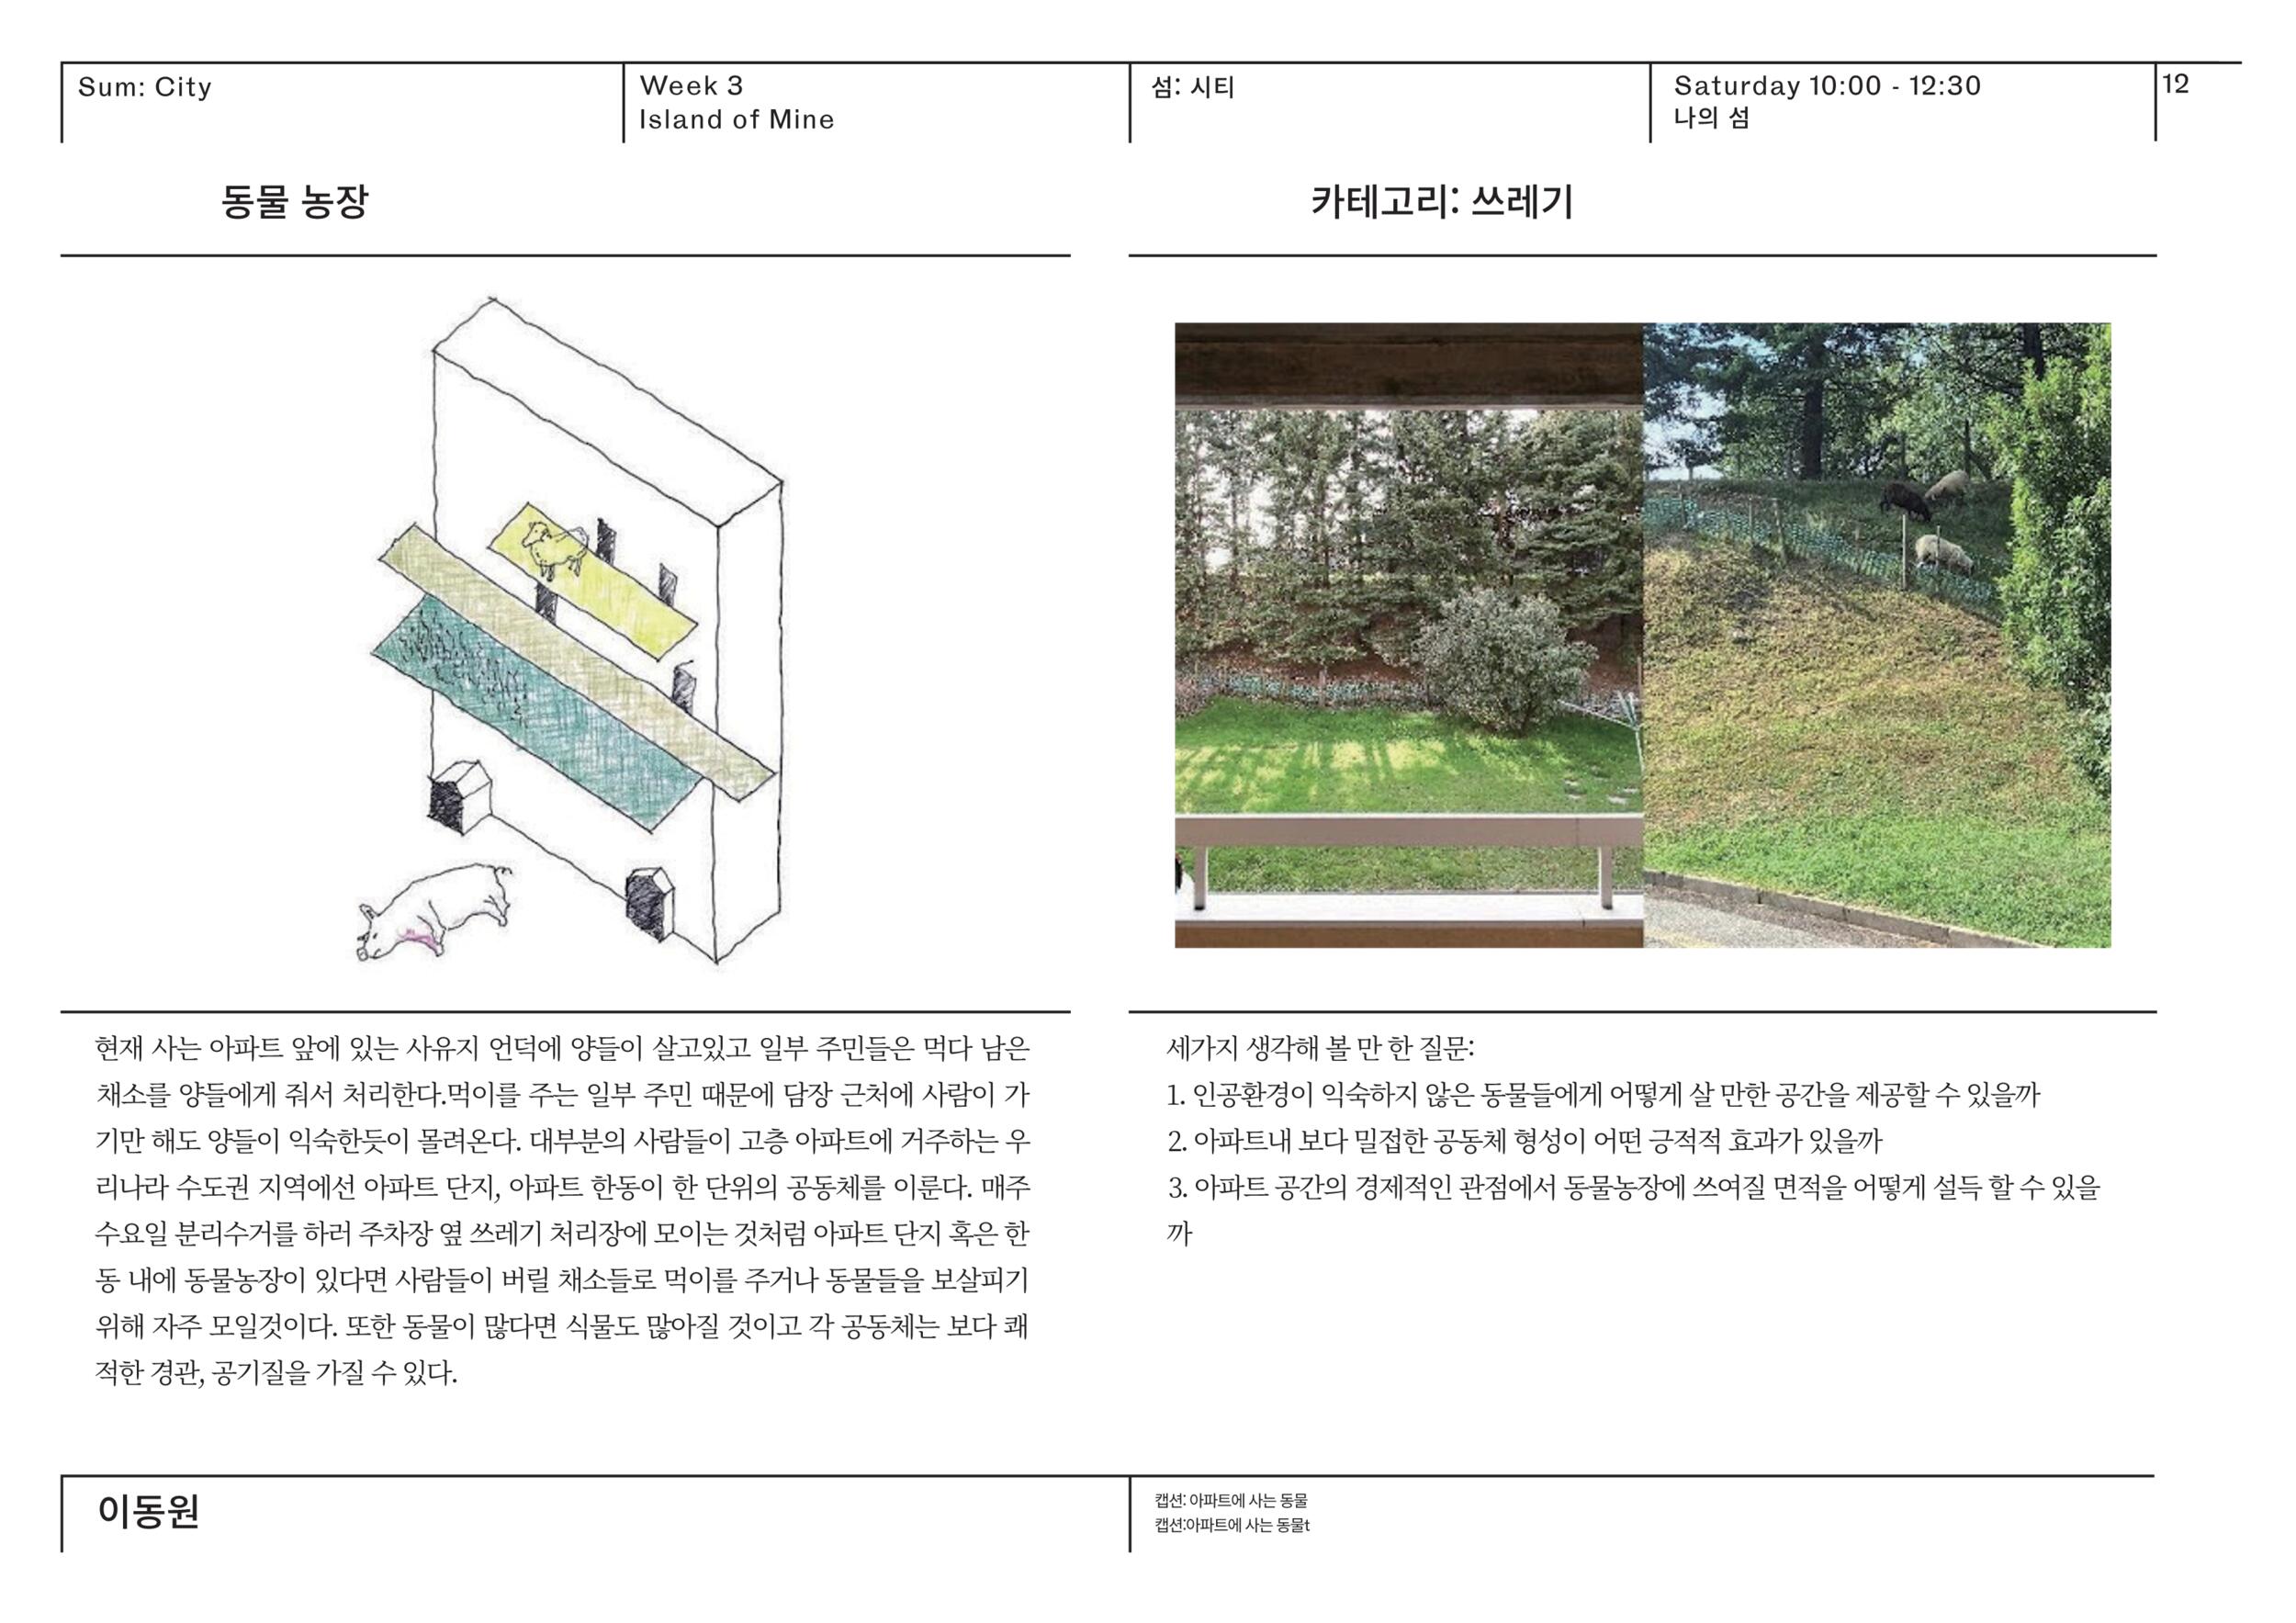 Sum: City
Week 3
Island of Mine
섬: 시티
Saturday 10:00 - 12:30
나의 섬
12
동물 농장
카테고리: 쓰레기
현재 사는 아파트 앞에 있는 사유지 언덕에 양들이 살고있고 일부 주민들은 먹다 남은
채소를 양들에게 줘서 처리한다.먹이를 주는 일부 주민 때문에 담장 근처에 사람이 가
기만 해도 양들이 익숙한듯이 몰려온다. 대부분의 사람들이 고층 아파트에 거주하는 우
리나라 수도권 지역에선 아파트 단지, 아파트 한동이 한 단위의 공동체를 이룬다. 매주
수요일 분리수거를 하러 주차장 옆 쓰레기 처리장에 모이는 것처럼 아파트 단지 혹은 한
동 내에 동물농장이 있다면 사람들이 버릴 채소들로 먹이를 주거나 동물들을 보살피기
위해 자주 모일것이다. 또한 동물이 많다면 식물도 많아질 것이고 각 공동체는 보다 쾌
적한 경관, 공기질을 가질 수 있다.
세가지 생각해 볼 만 한 질문:
1. 인공환경이 익숙하지 않은 동물들에게 어떻게 살 만한 공간을 제공할 수 있을까
2. 아파트내 보다 밀접한 공동체 형성이 어떤 긍적적 효과가 있을까
3. 아파트 공간의 경제적인 관점에서 동물농장에 쓰여질 면적을 어떻게 설득 할 수 있을
까
이동원
캡션: 아파트에 사는 동물
캡션:아파트에 사는 동물t